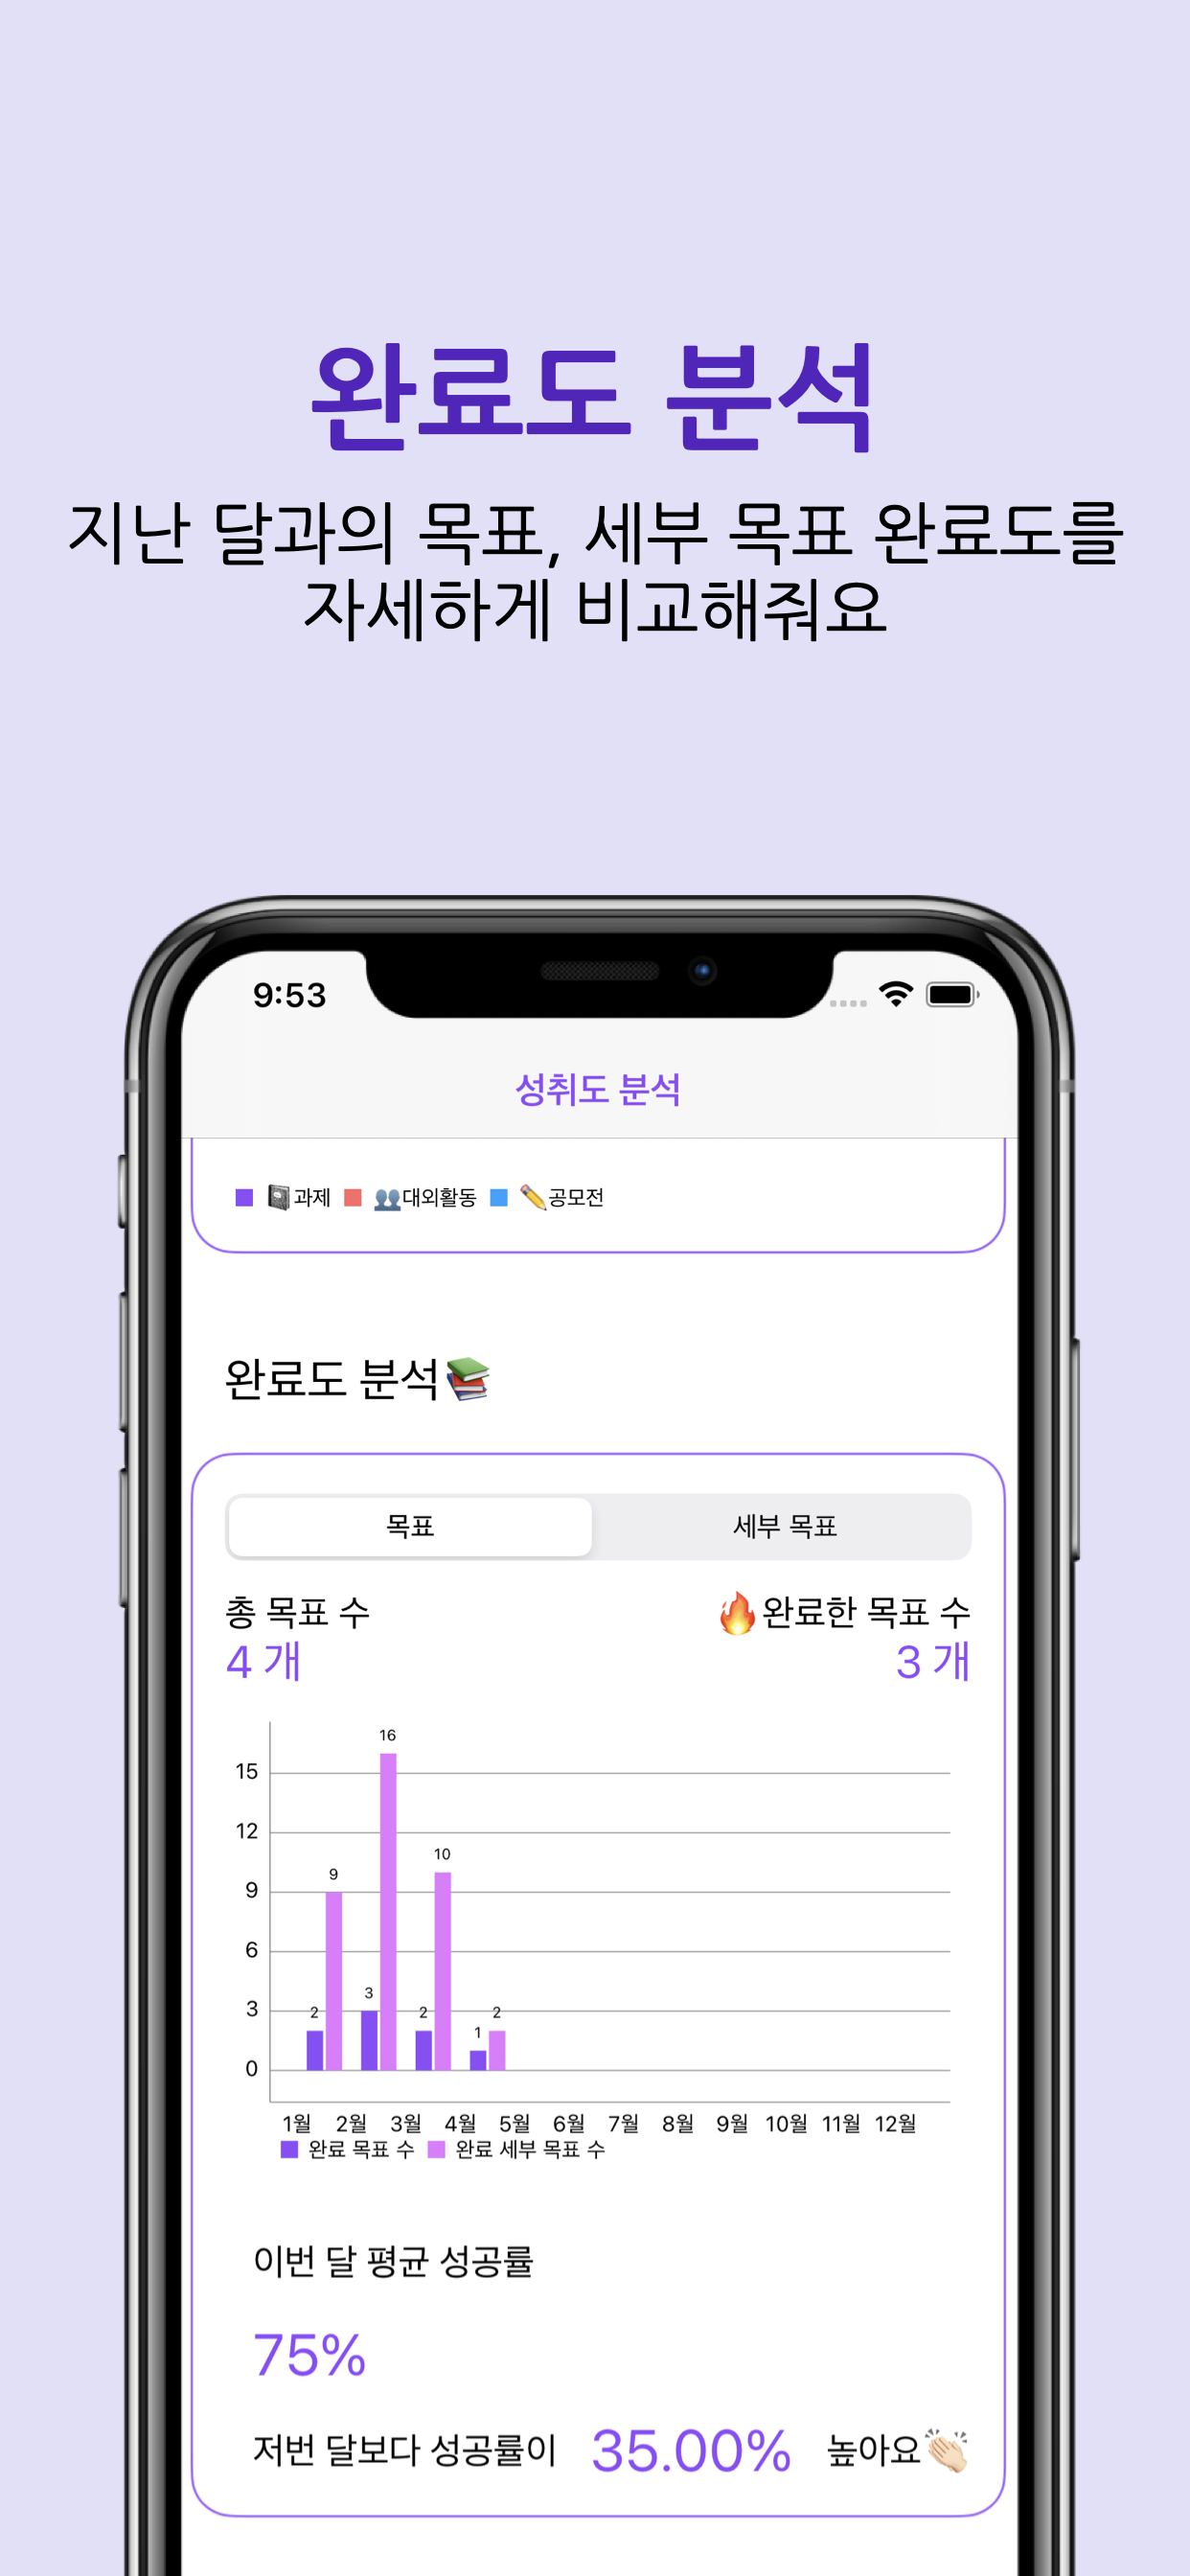 완료도 분석
지난 달과의 목표, 세부 목표 완료도를
자세하게 비교해줘요
9:53
성취도 분석
과제 대외활동 공모전
완료도 분석
목표 세부 목표
총 목표 수 완료한 목표 수
4 개 3 개
16
15
12
10
9
9
6
3
3
2 2 2
1
0
1월 2월 3월 4월 5월 6월 7월 8월 9월 10월 11월 12월
완료 목표 수 완료 세부 목표 수
이번 달 평균 성공률
75%
저번 달보다 성공률이 35.00% 높아요